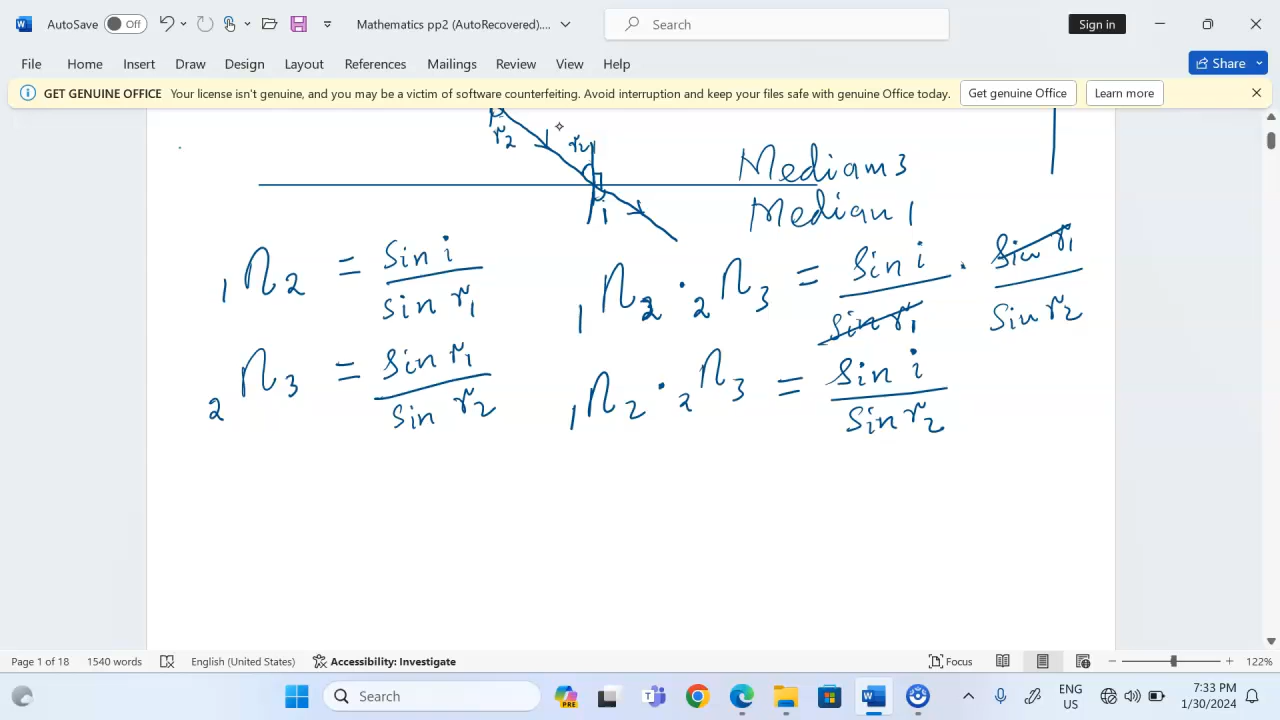 AutoSave Off Mathematics pp2 (AutoRecovered).... Search Sign in
File Home Insert Draw Design Layout References Mailings Review View Help Share
GET GENUINE OFFICE Your license isn't genuine, and you may be a victim of software counterfeiting. Avoid interruption and keep your files safe with genuine Office today. Get genuine Office Learn more
r₂ r₂ Mediam 3
i Median 1
₁n₂ = sin i / sin r₁
₁n₂ · ₂n₃ = sin i / sin r₁ · sin r₁ / sin r₂
₂n₃ = sin r₁ / sin r₂
₁n₂ · ₂n₃ = sin i / sin r₂
Page 1 of 18 1540 words English (United States) Accessibility: Investigate Focus 122%
Search PRE ENG US 7:33 PM 1/30/2024